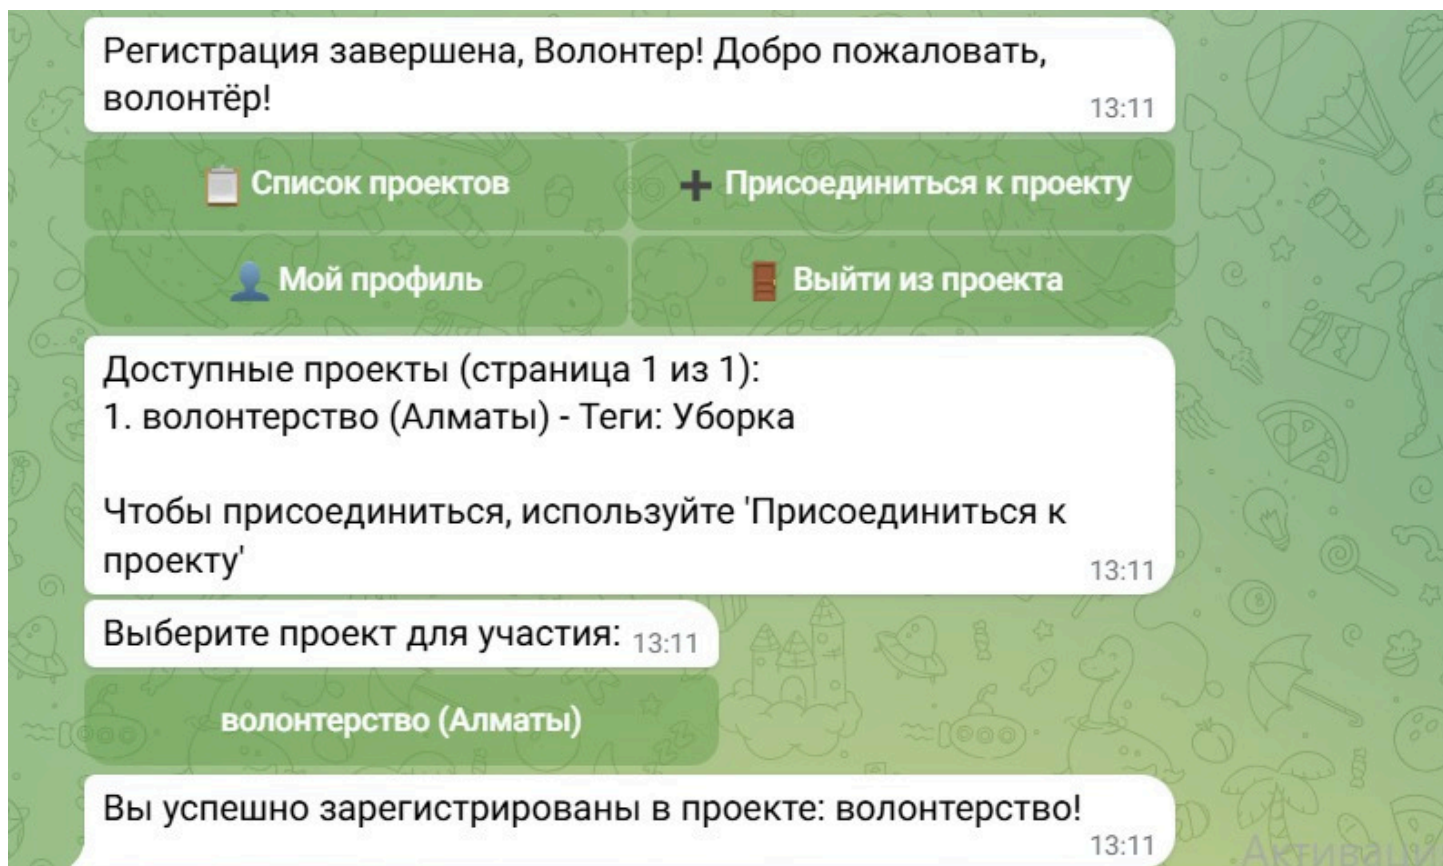 Регистрация завершена, Волонтер! Добро пожаловать,
волонтёр!
13:11
Список проектов
Присоединиться к проекту
Мой профиль
Выйти из проекта
Доступные проекты (страница 1 из 1):
1. волонтерство (Алматы) - Теги: Уборка
Чтобы присоединиться, используйте 'Присоединиться к
проекту'
13:11
Выберите проект для участия: 13:11
волонтерство (Алматы)
Вы успешно зарегистрированы в проекте: волонтерство!
13:11